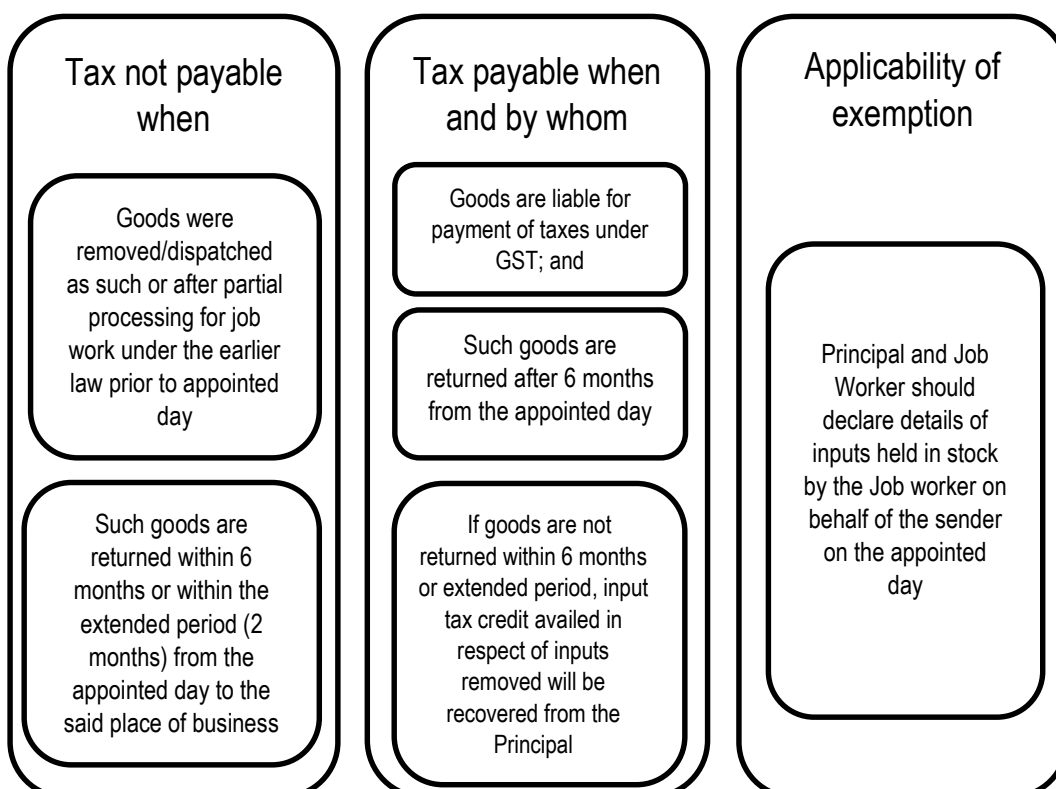 Tax not payable
when
Goods were
removed/dispatched
as such or after partial
processing for job
work under the earlier
law prior to appointed
day
Such goods are
returned within 6
months or within the
extended period (2
months) from the
appointed day to the
said place of business
Tax payable when
and by whom
Goods are liable for
payment of taxes under
GST; and
Such goods are
returned after 6 months
from the appointed day
If goods are not
returned within 6 months
or extended period, input
tax credit availed in
respect of inputs
removed will be
recovered from the
Principal
Applicability of
exemption
Principal and Job
Worker should
declare details of
inputs held in stock
by the Job worker on
behalf of the sender
on the appointed
day